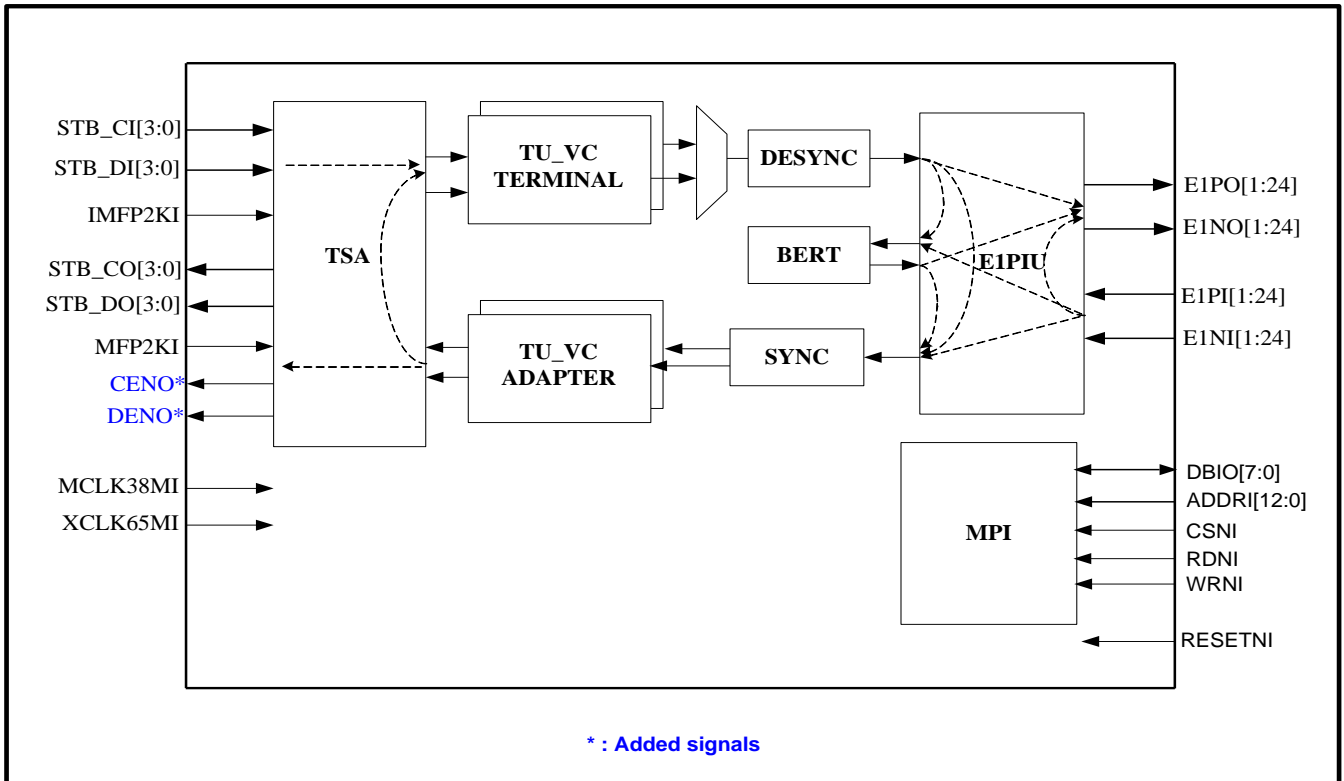 STB_CI[3:0]
STB_DI[3:0]
IMFP2KI
STB_CO[3:0]
STB_DO[3:0]
MFP2KI
CENO*
DENO*
MCLK38MI
XCLK65MI
TSA
TU_VC
TERMINAL
TU_VC
ADAPTER
DESYNC
BERT
SYNC
E1PIU
MPI
E1PO[1:24]
E1NO[1:24]
E1PI[1:24]
E1NI[1:24]
DBIO[7:0]
ADDRI[12:0]
CSNI
RDNI
WRNI
RESETNI
* : Added signals